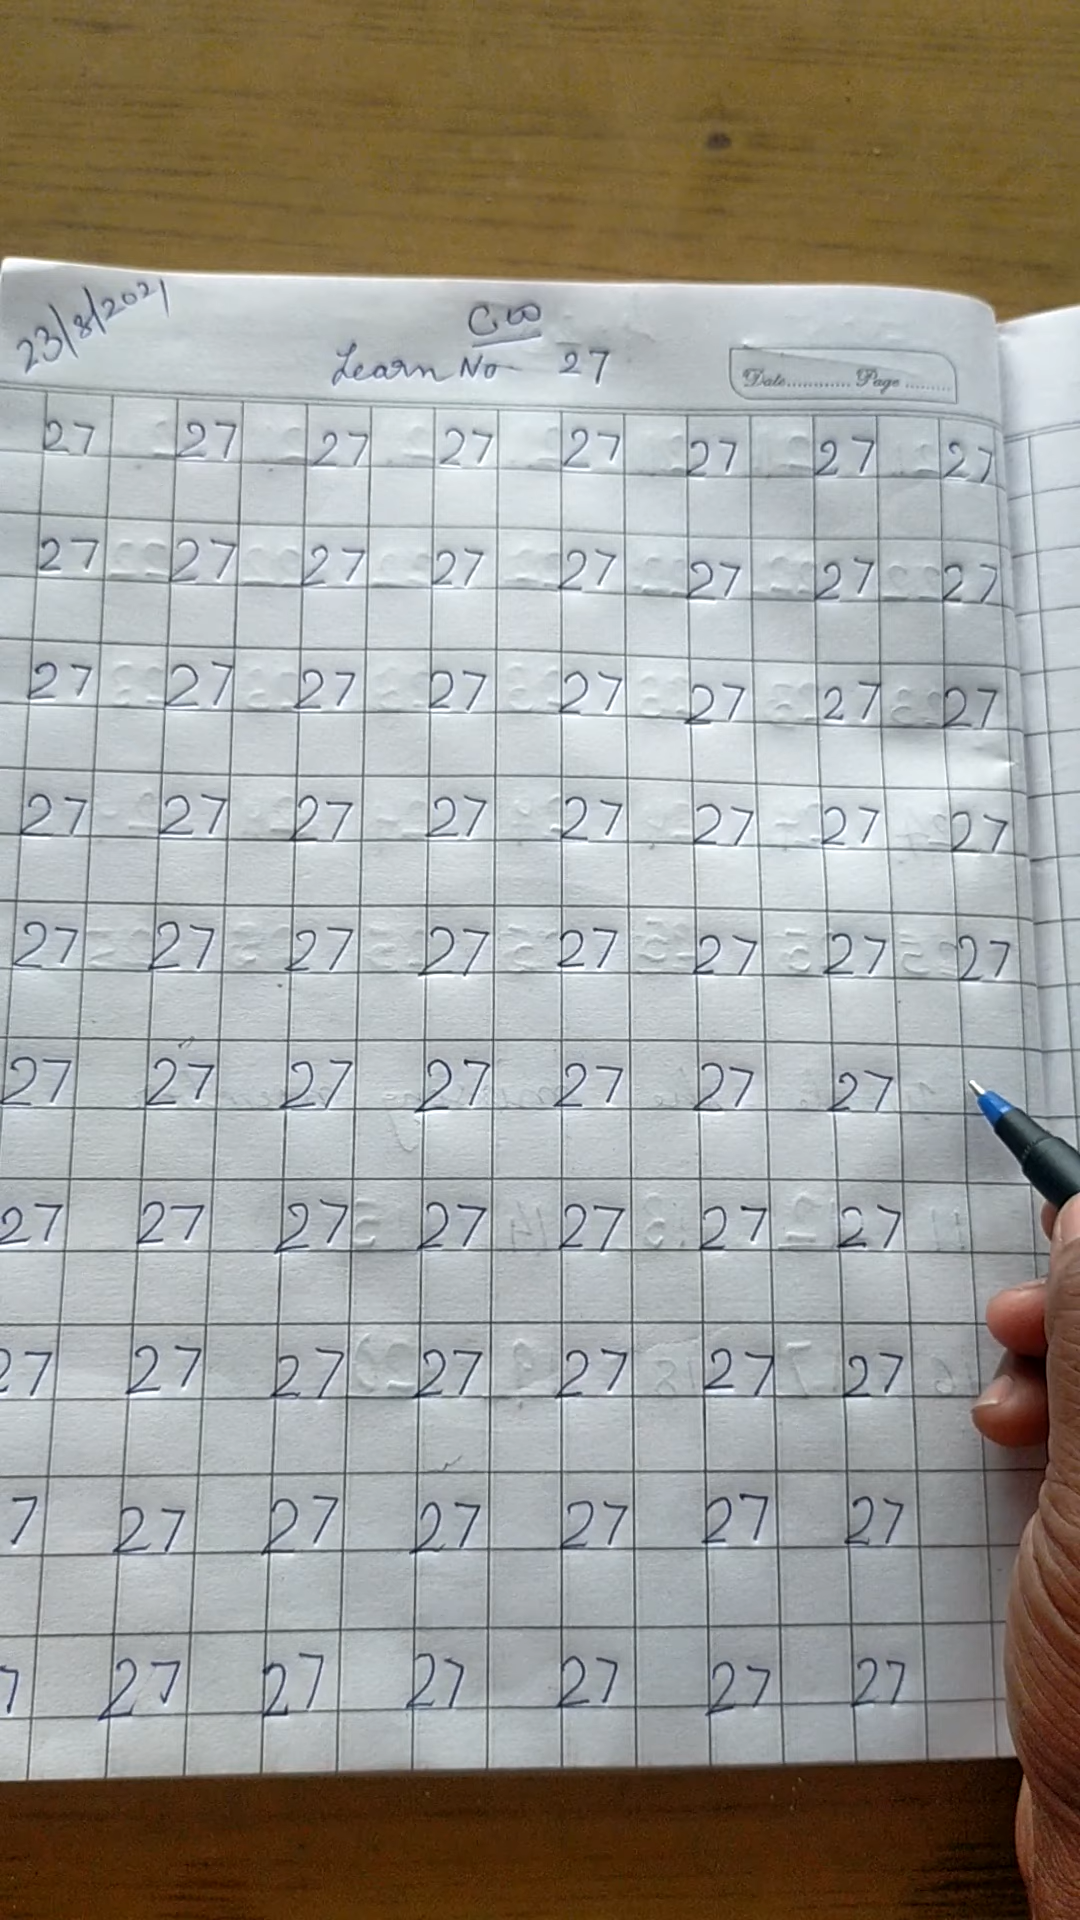 23/8/2021
C.W
Learn No 27
Date............. Page ..........
27 27 27 27 27 27 27 27
27 27 27 27 27 27 27 27
27 27 27 27 27 27 27 27
27 27 27 27 27 27 27 27
27 27 27 27 27 27 27 27
27 27 27 27 27 27 27
27 27 27 27 27 27 27
27 27 27 27 27 27 27
7 27 27 27 27 27 27
7 27 27 27 27 27 27